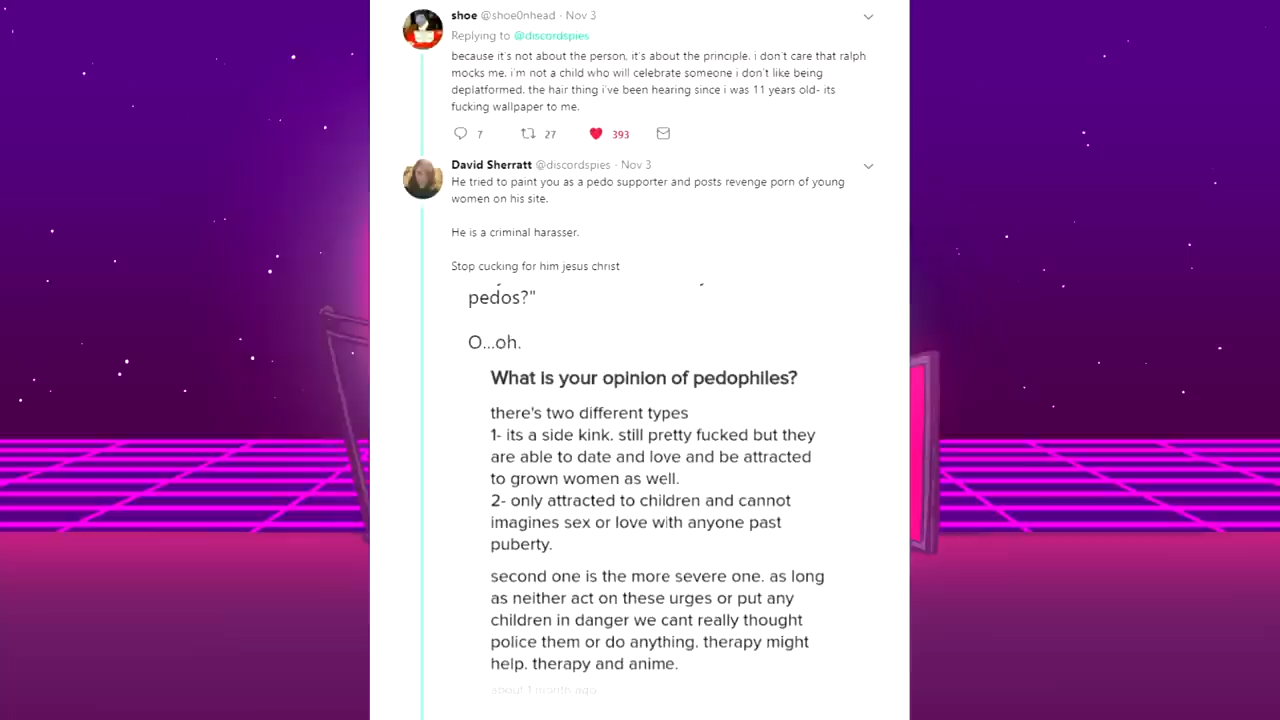 shoe @shoe0nhead · Nov 3
Replying to @discordspies
because it's not about the person, it's about the principle. i don't care that ralph
mocks me. i'm not a child who will celebrate someone i don't like being
deplatformed. the hair thing i've been hearing since i was 11 years old- its
fucking wallpaper to me.
7 27 393
David Sherratt @discordspies · Nov 3
He tried to paint you as a pedo supporter and posts revenge porn of young
women on his site.
He is a criminal harasser.
Stop cucking for him jesus christ
pedos?"
O...oh.
What is your opinion of pedophiles?
there's two different types
1- its a side kink. still pretty fucked but they
are able to date and love and be attracted
to grown women as well.
2- only attracted to children and cannot
imagines sex or love with anyone past
puberty.
second one is the more severe one. as long
as neither act on these urges or put any
children in danger we cant really thought
police them or do anything. therapy might
help. therapy and anime.
about 1 month ago